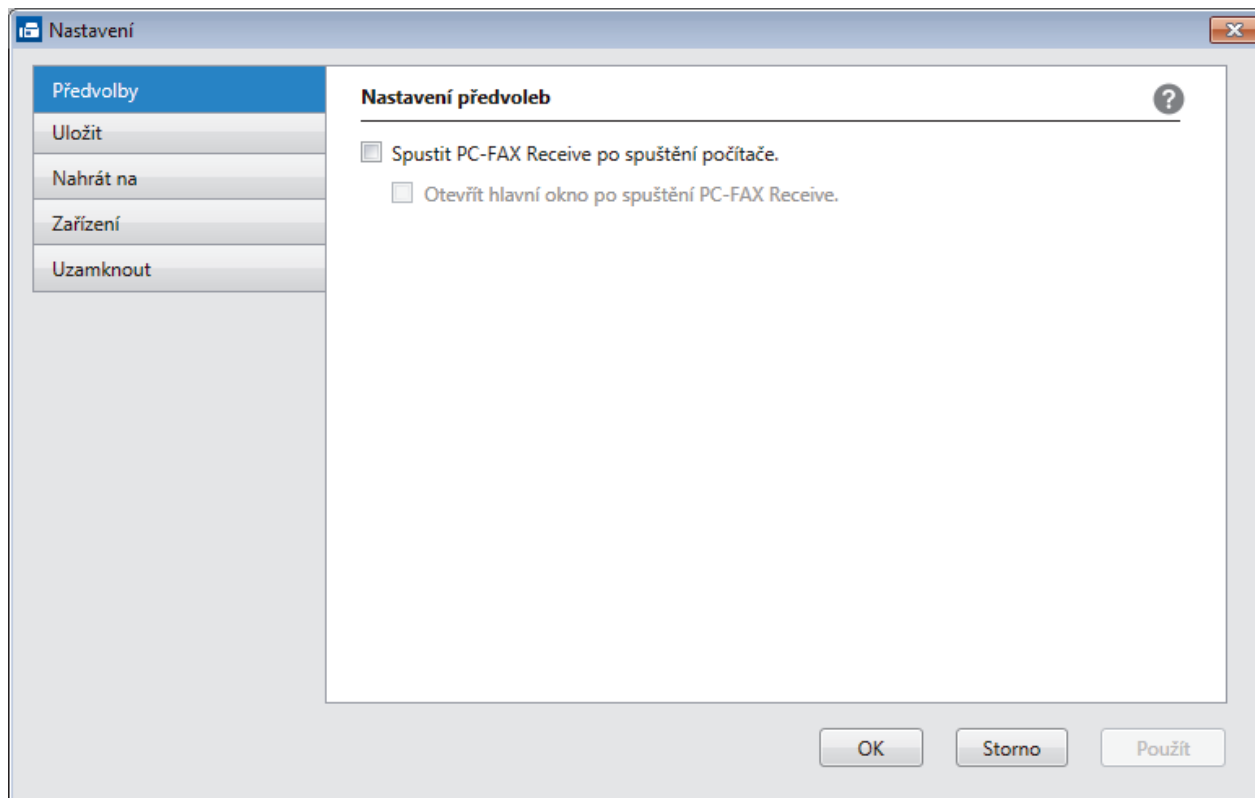 Nastavení
Předvolby
Uložit
Nahrát na
Zařízení
Uzamknout
Nastavení předvoleb
?
Spustit PC-FAX Receive po spuštění počítače.
Otevřít hlavní okno po spuštění PC-FAX Receive.
OK
Storno
Použít